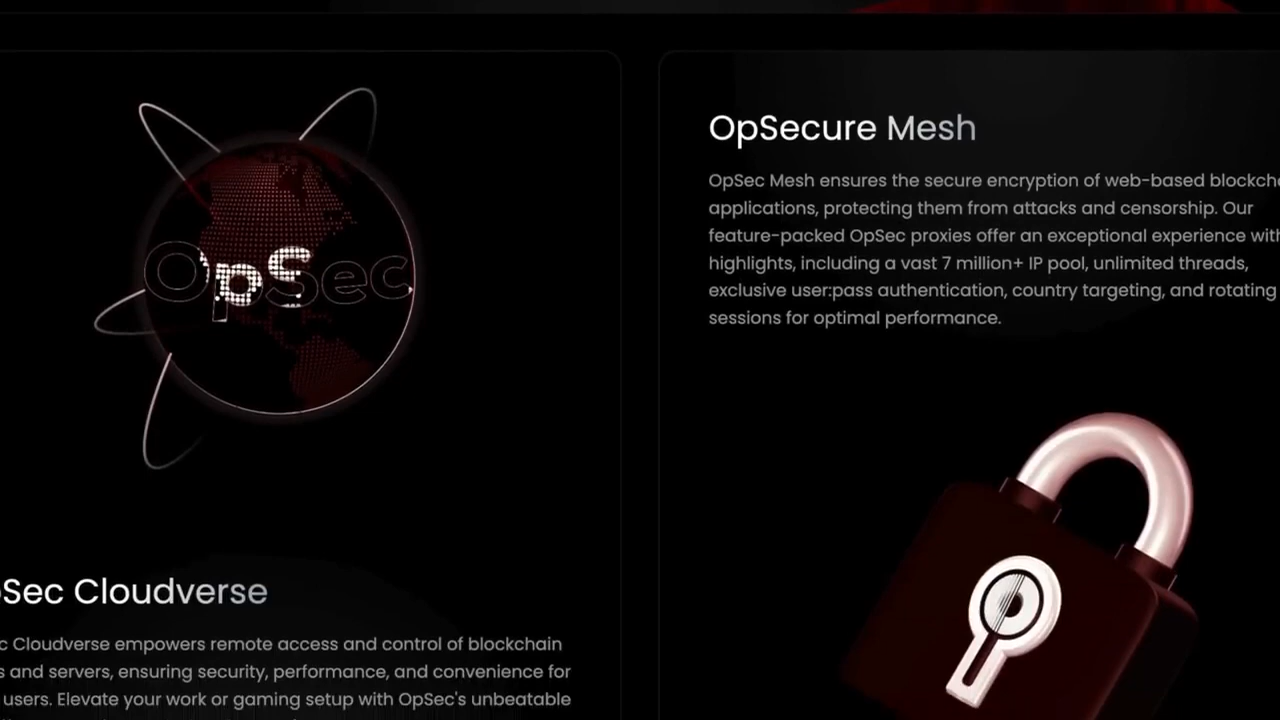 OpSec
OpSec Cloudverse
Cloudverse empowers remote access and control of blockchain
and servers, ensuring security, performance, and convenience for
users. Elevate your work or gaming setup with OpSec's unbeatable
OpSecure Mesh
OpSec Mesh ensures the secure encryption of web-based
applications, protecting them from attacks and censorship. Our
feature-packed OpSec proxies offer an exceptional experience with
highlights, including a vast 7 million+ IP pool, unlimited threads,
exclusive user:pass authentication, country targeting, and rotating
sessions for optimal performance.